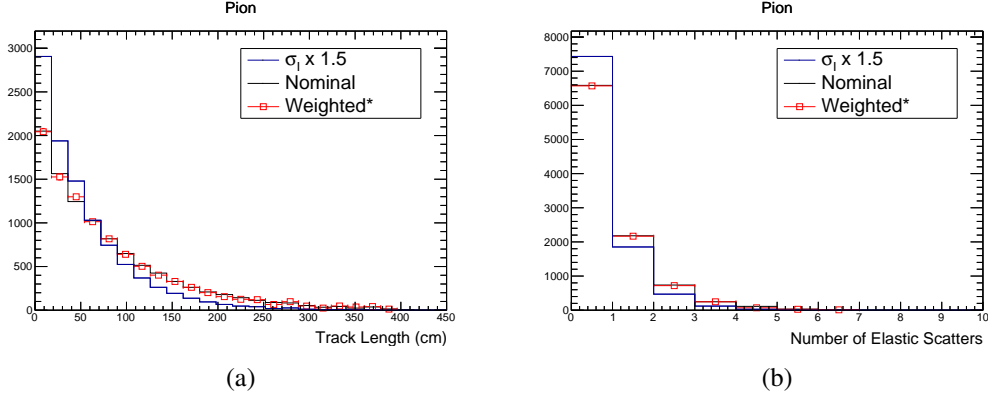 Pion
3000
2500
2000
1500
1000
500
0
0 50 100 150 200 250 300 350 400 450
Track Length (cm)
σI x 1.5
Nominal
Weighted*
(a)
Pion
8000
7000
6000
5000
4000
3000
2000
1000
0
0 1 2 3 4 5 6 7 8 9 10
Number of Elastic Scatters
σI x 1.5
Nominal
Weighted*
(b)